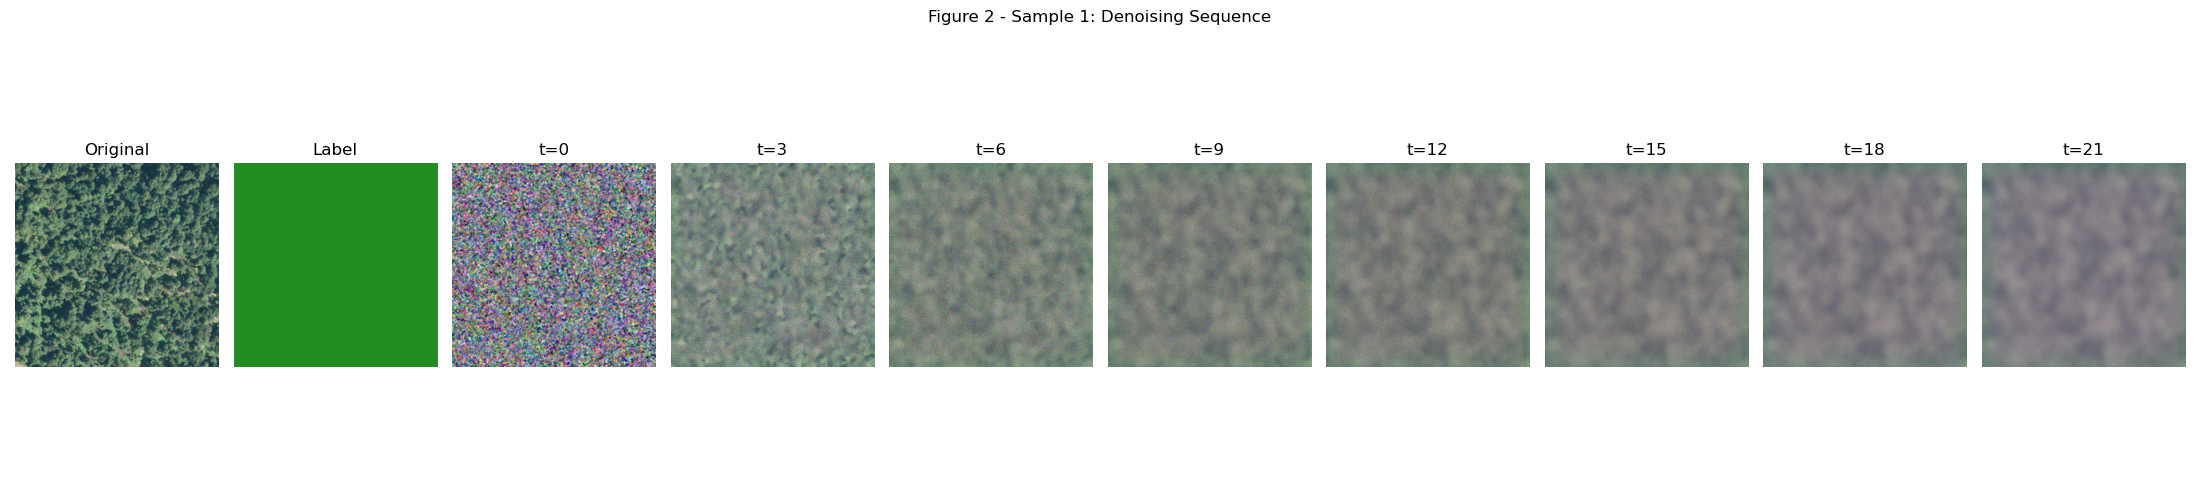 Figure 2 - Sample 1: Denoising Sequence
Original Label t=0 t=3 t=6 t=9 t=12 t=15 t=18 t=21